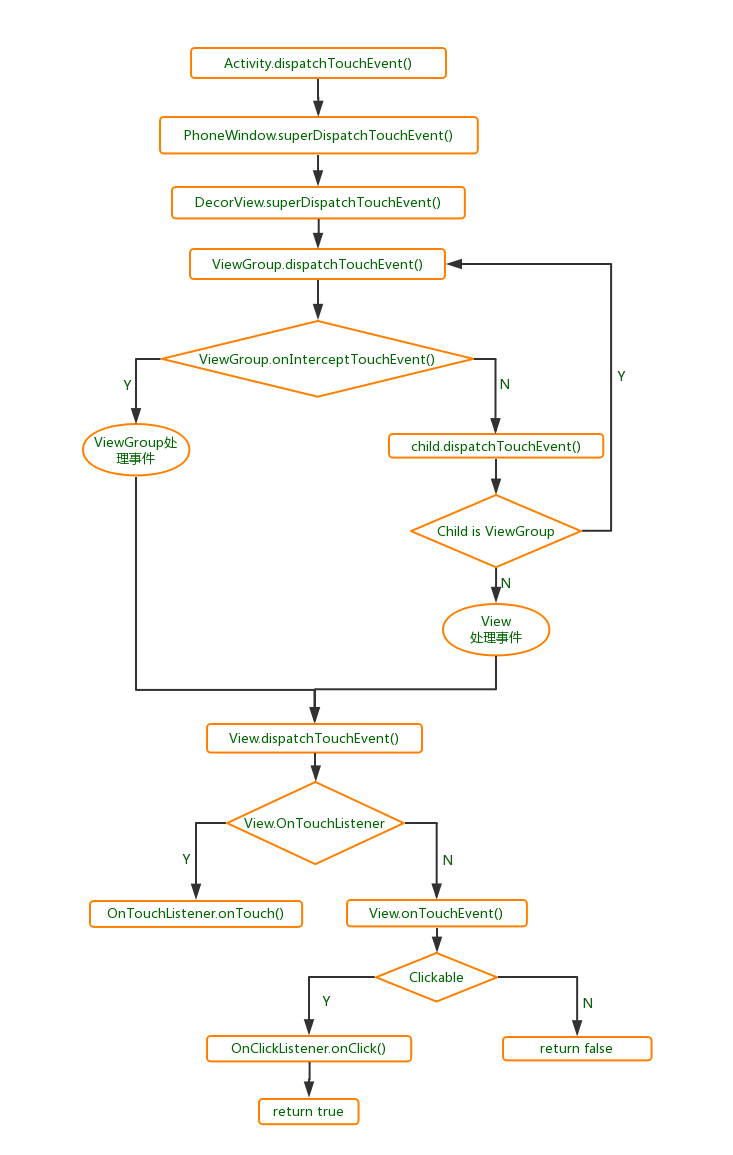 Activity.dispatchTouchEvent()
PhoneWindow.superDispatchTouchEvent()
DecorView.superDispatchTouchEvent()
ViewGroup.dispatchTouchEvent()
ViewGroup.onInterceptTouchEvent()
Y
N
Y
ViewGroup处
理事件
child.dispatchTouchEvent()
Child is ViewGroup
N
View
处理事件
View.dispatchTouchEvent()
View.OnTouchListener
Y
N
OnTouchListener.onTouch()
View.onTouchEvent()
Clickable
Y
N
OnClickListener.onClick()
return false
return true